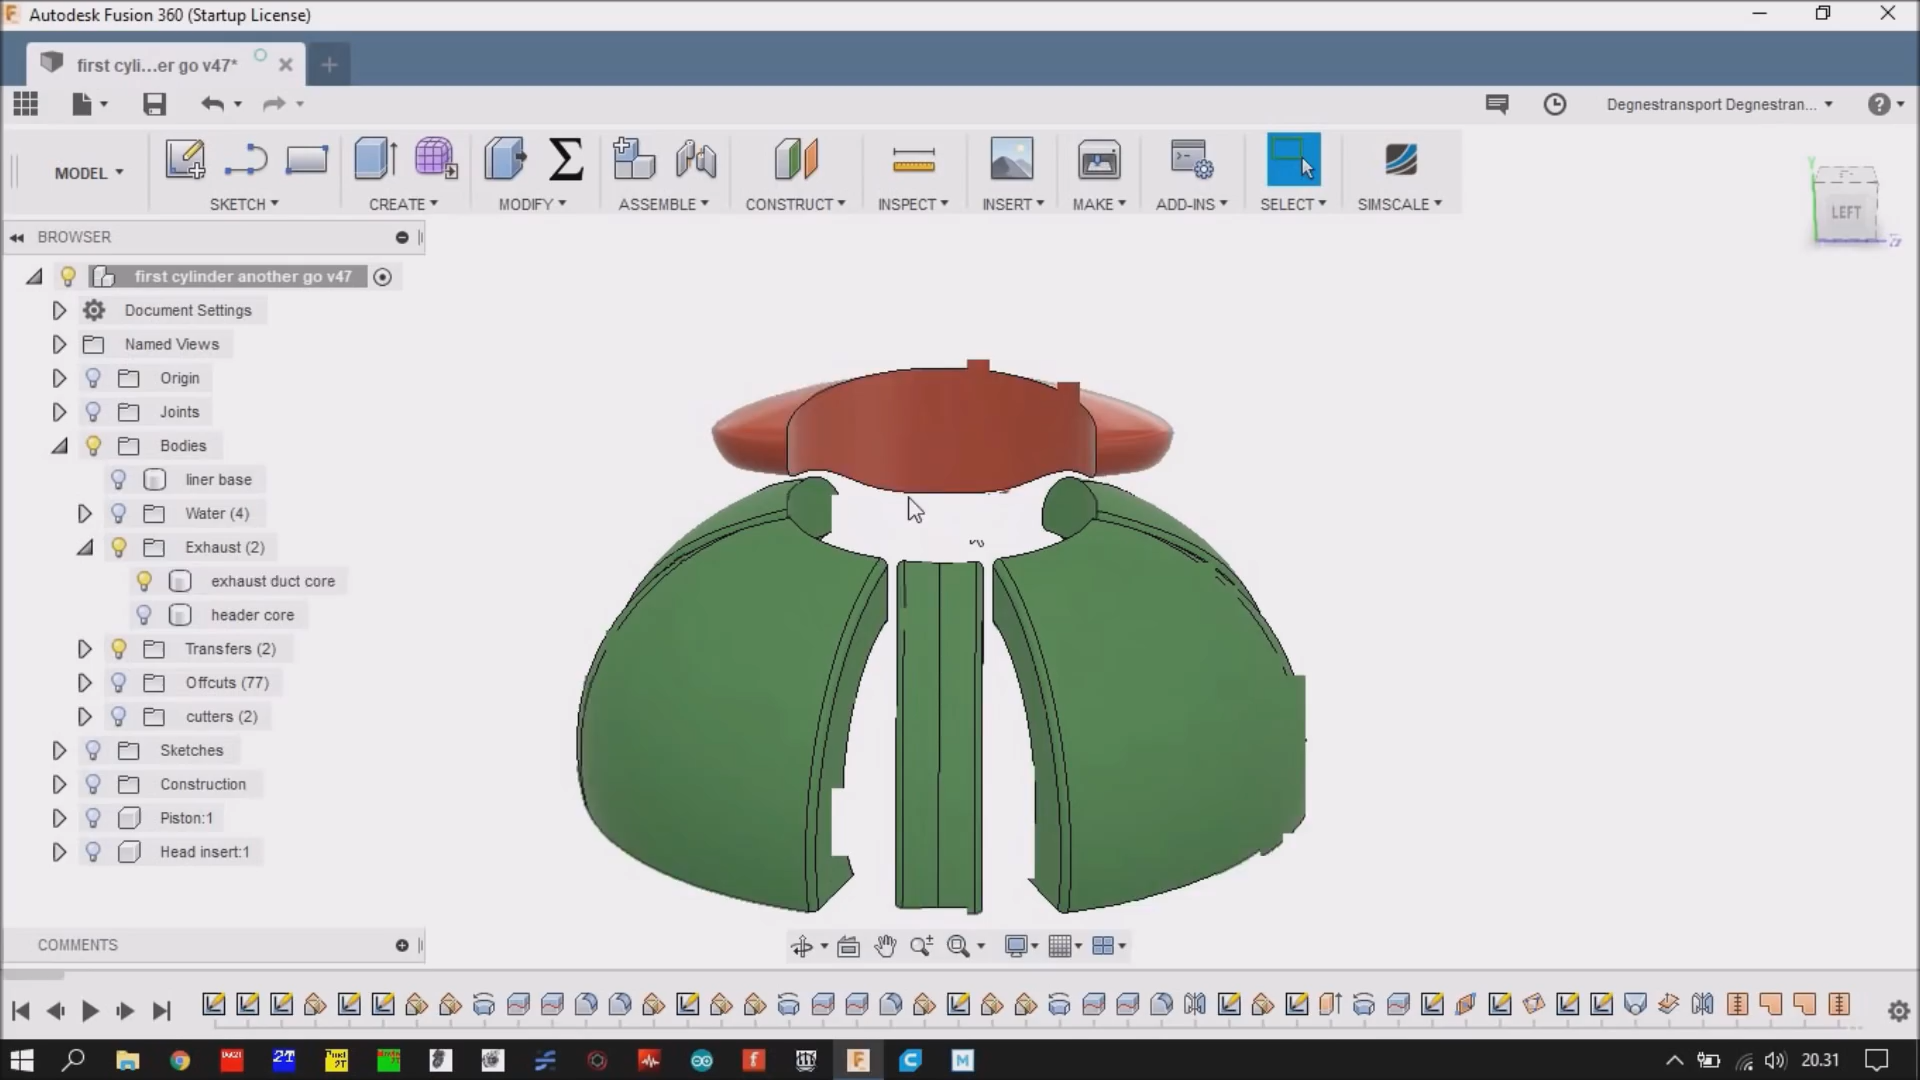 Autodesk Fusion 360 (Startup License)
first cyli...er go v47*
Degnestransport Degnestran...
MODEL
SKETCH
CREATE
MODIFY
ASSEMBLE
CONSTRUCT
INSPECT
INSERT
MAKE
ADD-INS
SELECT
SIMSCALE
LEFT
BROWSER
first cylinder another go v47
Document Settings
Named Views
Origin
Joints
Bodies
liner base
Water (4)
Exhaust (2)
exhaust duct core
header core
Transfers (2)
Offcuts (77)
cutters (2)
Sketches
Construction
Piston:1
Head insert:1
COMMENTS
2T
20.31